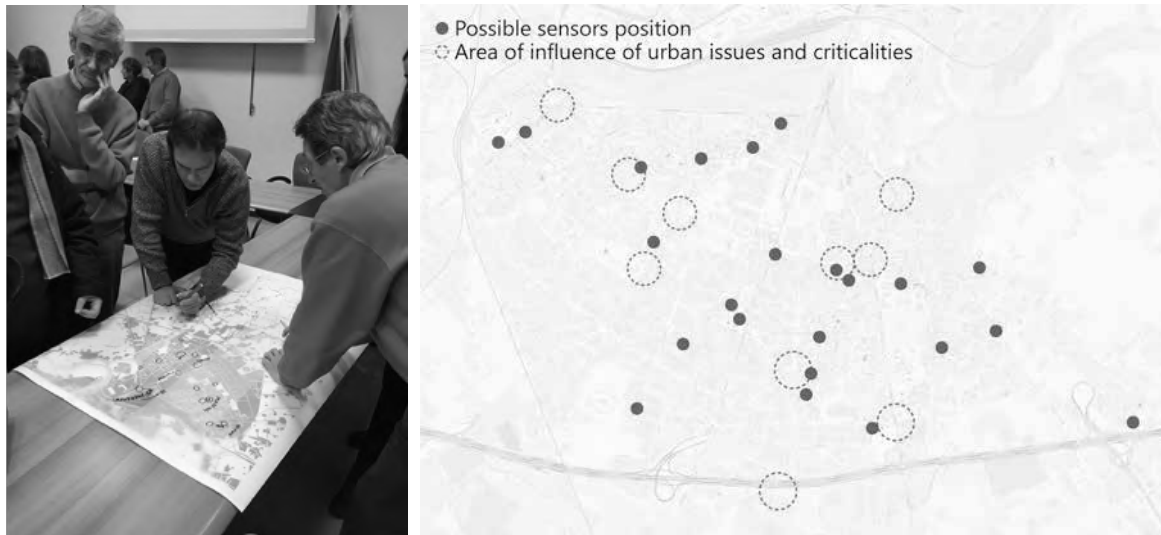 Possible sensors position
Area of influence of urban issues and criticalities